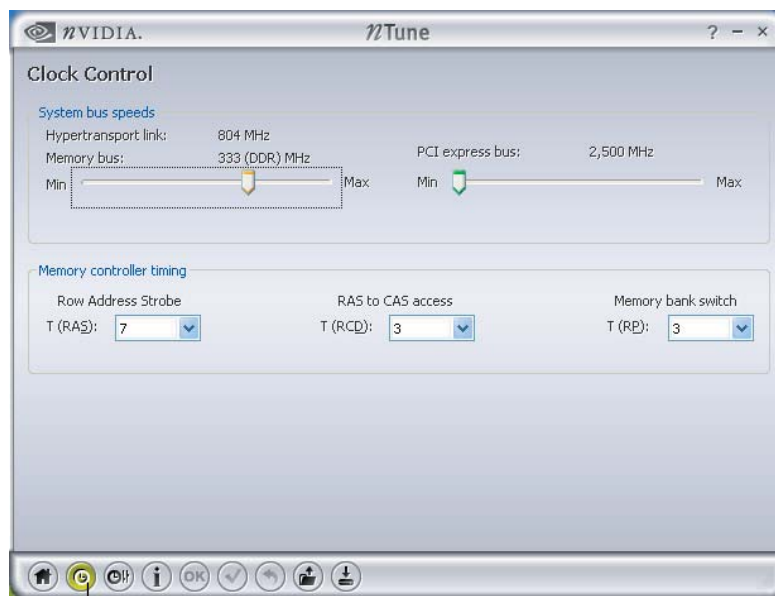 nVIDIA. nTune ? – ×
Clock Control
System bus speeds
Hypertransport link: 804 MHz
Memory bus: 333 (DDR) MHz
PCI express bus: 2,500 MHz
Min Max Min Max
Memory controller timing
Row Address Strobe RAS to CAS access Memory bank switch
T (RAS): 7 T (RCD): 3 T (RP): 3
OK